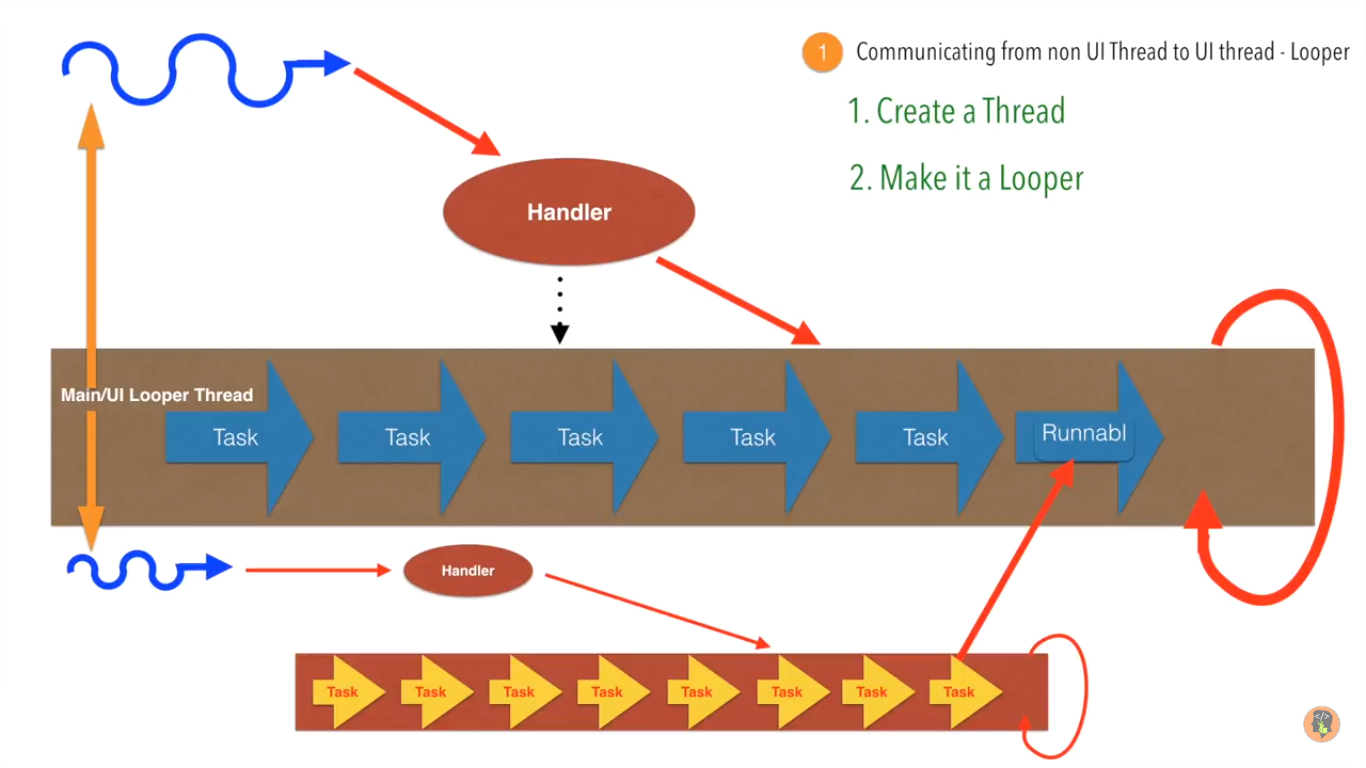 1
Communicating from non UI Thread to UI thread - Looper
1. Create a Thread
2. Make it a Looper
Handler
Main/UI Looper Thread
Task
Task
Task
Task
Task
Runnabl
Handler
Task
Task
Task
Task
Task
Task
Task
Task